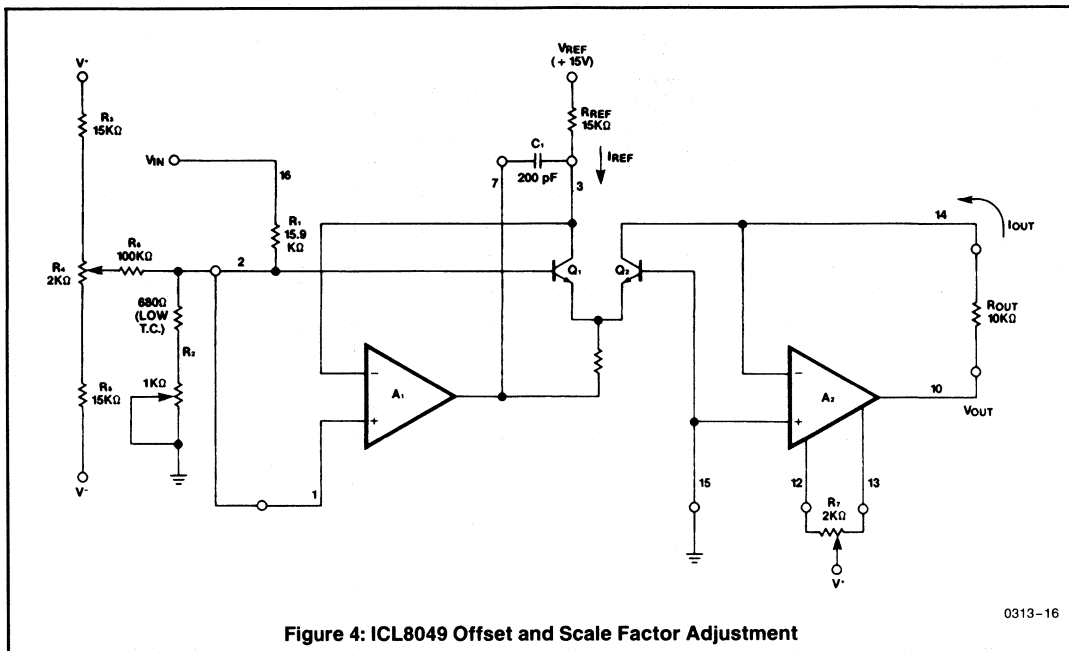 V⁺
R₃
15KΩ
VIN
16
R₁
15.9
KΩ
VREF
(+ 15V)
RREF
15KΩ
C₁
200 pF
7
3
IREF
14
IOUT
R₄
2KΩ
R₆
100KΩ
2
680Ω
(LOW
T.C.)
R₂
1KΩ
R₅
15KΩ
V⁻
Q₁
Q₂
ROUT
10KΩ
−
A₁
+
1
−
A₂
+
10
VOUT
15
12
13
R₇
2KΩ
V⁺
0313–16
Figure 4: ICL8049 Offset and Scale Factor Adjustment